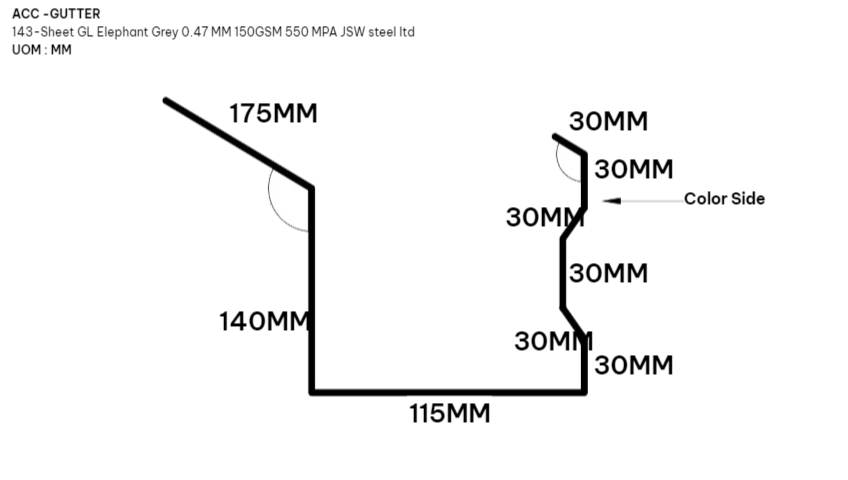 ACC -GUTTER
143-Sheet GL Elephant Grey 0.47 MM 150GSM 550 MPA JSW steel ltd
UOM : MM
175MM
30MM
30MM
Color Side
30MM
30MM
140MM
30MM
30MM
115MM